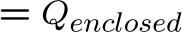 = Q_{enclosed}